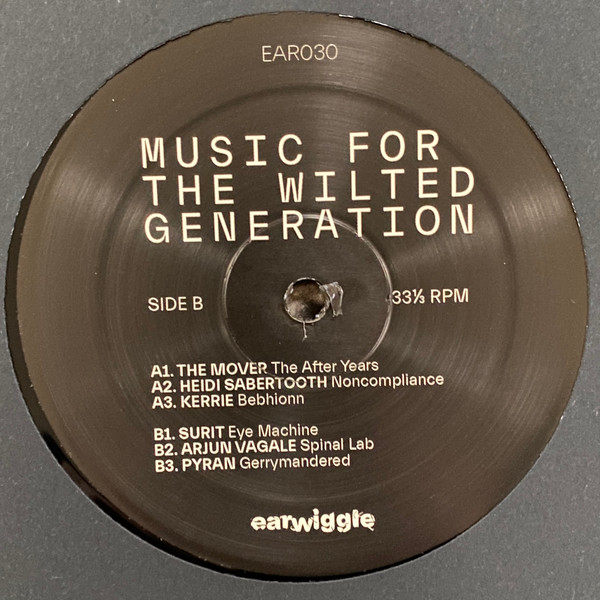 EAR030
MUSIC FOR
THE WILTED
GENERATION
SIDE B
33⅓ RPM
A1. THE MOVER The After Years
A2. HEIDI SABERTOOTH Noncompliance
A3. KERRIE Bebhionn
B1. SURIT Eye Machine
B2. ARJUN VAGALE Spinal Lab
B3. PYRAN Gerrymandered
earwiggle